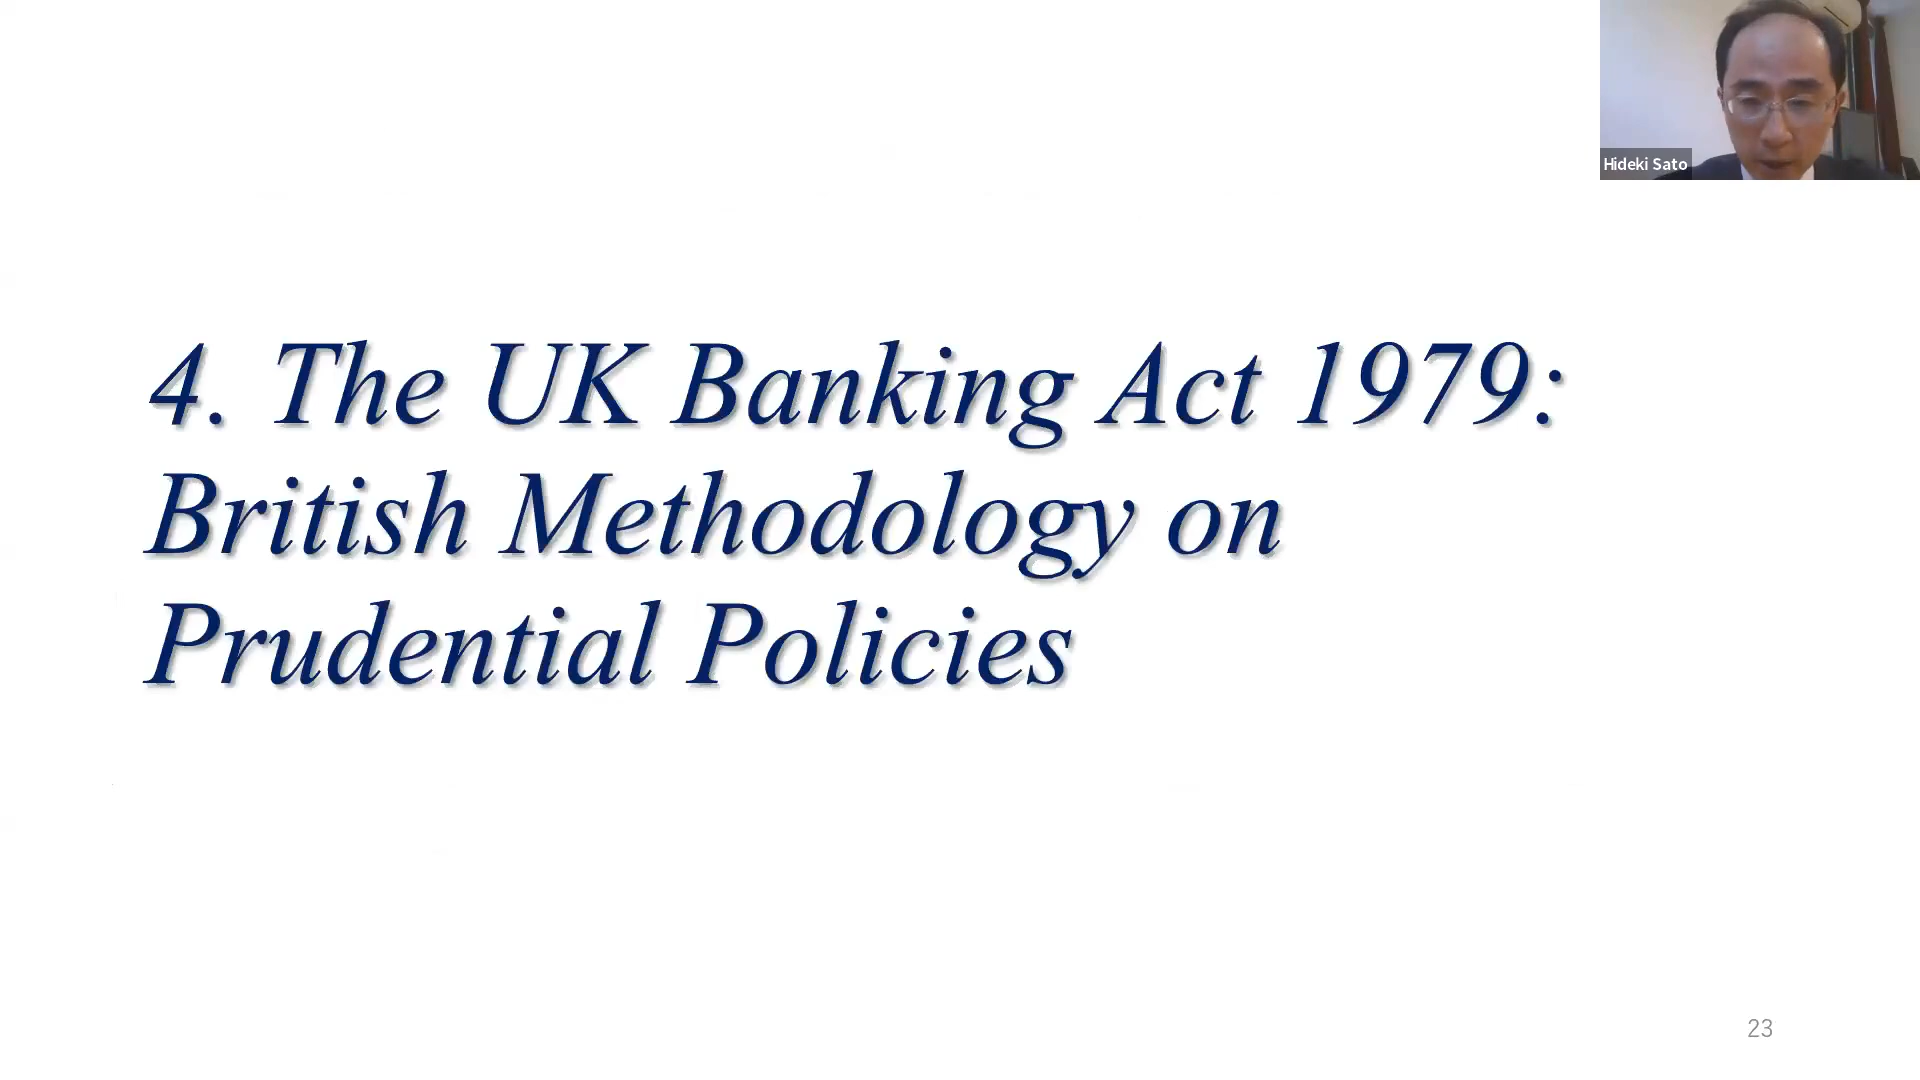 Hideki Sato
4. The UK Banking Act 1979:
British Methodology on
Prudential Policies
23